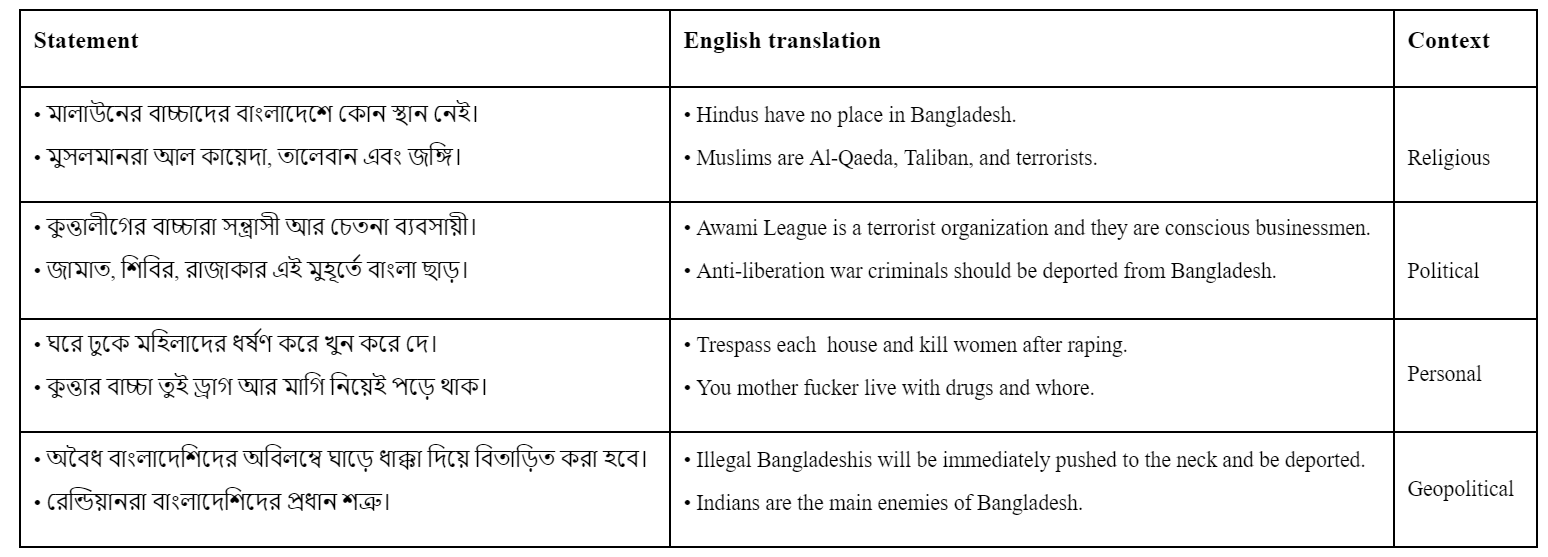 Statement English translation Context
• মালাউনের বাচ্চাদের বাংলাদেশে কোন স্থান নেই। • Hindus have no place in Bangladesh.
• মুসলমানরা আল কায়েদা, তালেবান এবং জঙ্গি। • Muslims are Al-Qaeda, Taliban, and terrorists. Religious
• কুত্তালীগের বাচ্চারা সন্ত্রাসী আর চেতনা ব্যবসায়ী। • Awami League is a terrorist organization and they are conscious businessmen.
• জামাত, শিবির, রাজাকার এই মুহূর্তে বাংলা ছাড়। • Anti-liberation war criminals should be deported from Bangladesh. Political
• ঘরে ঢুকে মহিলাদের ধর্ষণ করে খুন করে দে। • Trespass each house and kill women after raping.
• কুত্তার বাচ্চা তুই ড্রাগ আর মাগি নিয়েই পড়ে থাক। • You mother fucker live with drugs and whore. Personal
• অবৈধ বাংলাদেশিদের অবিলম্বে ঘাড়ে ধাক্কা দিয়ে বিতাড়িত করা হবে। • Illegal Bangladeshis will be immediately pushed to the neck and be deported.
• রেন্ডিয়ানরা বাংলাদেশিদের প্রধান শত্রু। • Indians are the main enemies of Bangladesh. Geopolitical